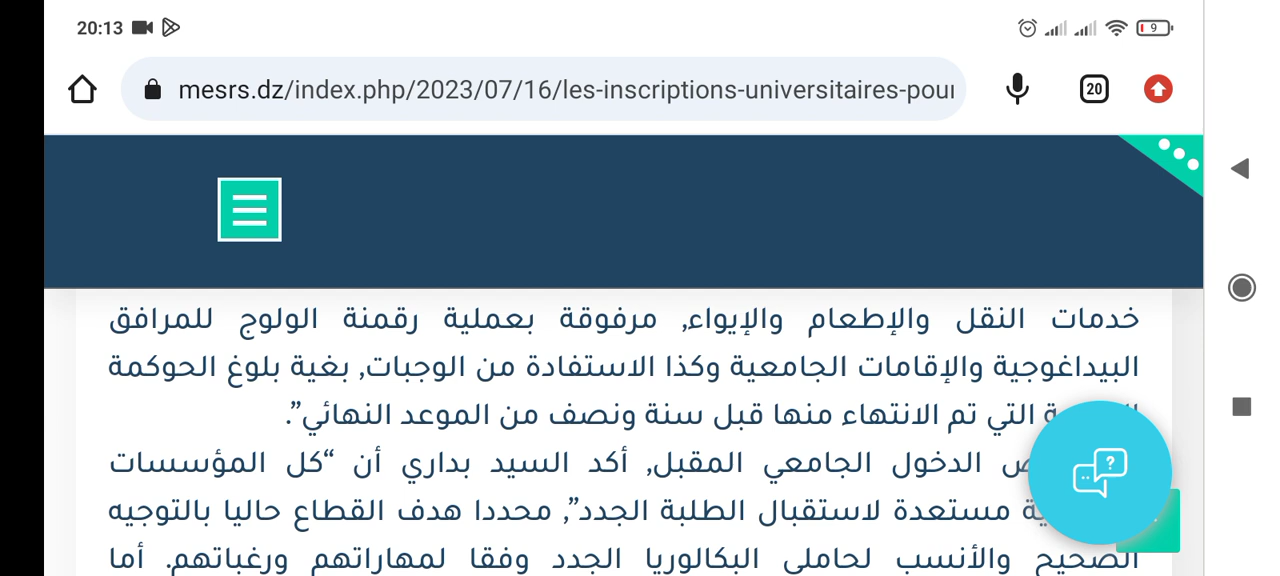 20:13
9
mesrs.dz/index.php/2023/07/16/les-inscriptions-universitaires-pour
20
خدمات النقل والإطعام والإيواء, مرفوقة بعملية رقمنة الولوج للمرافق
البيداغوجية والإقامات الجامعية وكذا الاستفادة من الوجبات, بغية بلوغ الحوكمة
التي تم الانتهاء منها قبل سنة ونصف من الموعد النهائي”.
الدخول الجامعي المقبل, أكد السيد بداري أن “كل المؤسسات
مستعدة لاستقبال الطلبة الجدد”, محددا هدف القطاع حاليا بالتوجيه
الصحيح والأنسب لحاملي البكالوريا الجدد وفقا لمهاراتهم ورغباتهم. أما